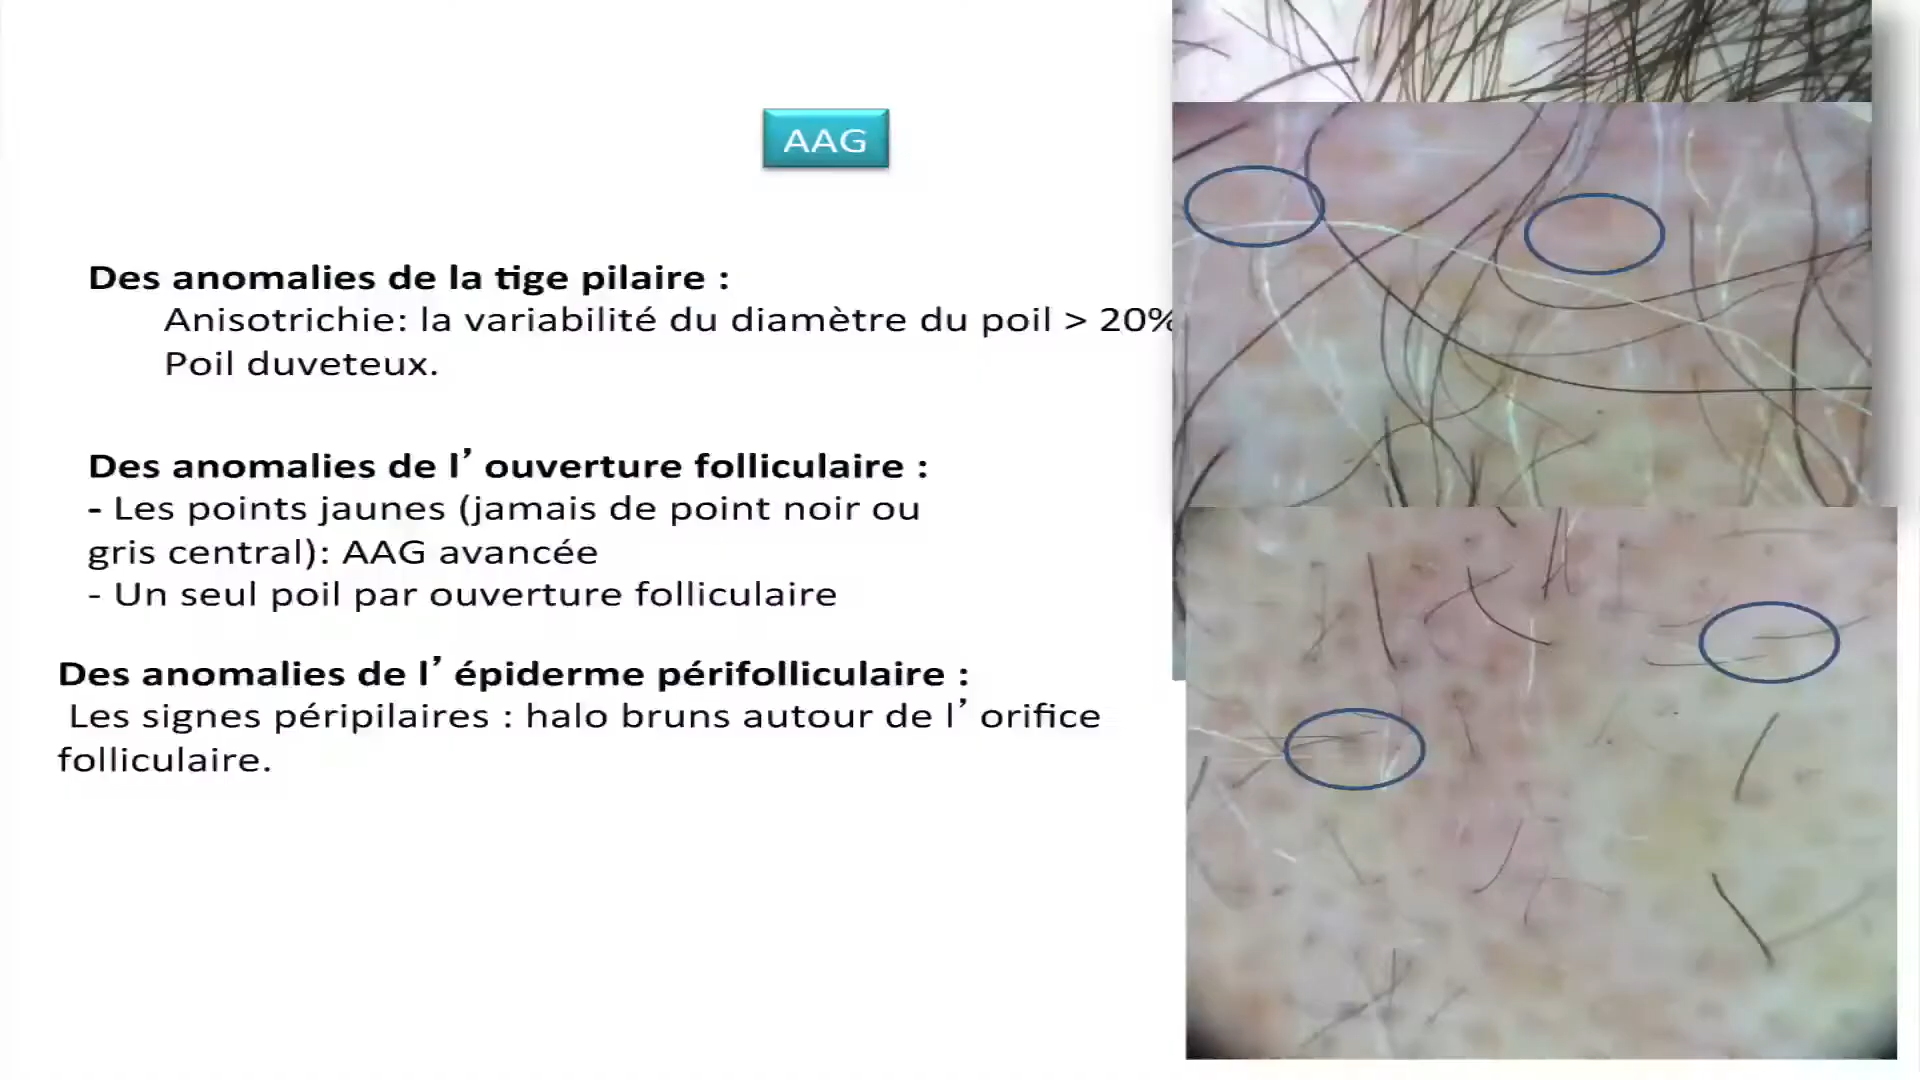 AAG
Des anomalies de la tige pilaire :
Anisotrichie: la variabilité du diamètre du poil > 20%
Poil duveteux.
Des anomalies de l’ ouverture folliculaire :
- Les points jaunes (jamais de point noir ou
gris central): AAG avancée
- Un seul poil par ouverture folliculaire
Des anomalies de l’ épiderme périfolliculaire :
Les signes péripilaires : halo bruns autour de l’ orifice
folliculaire.